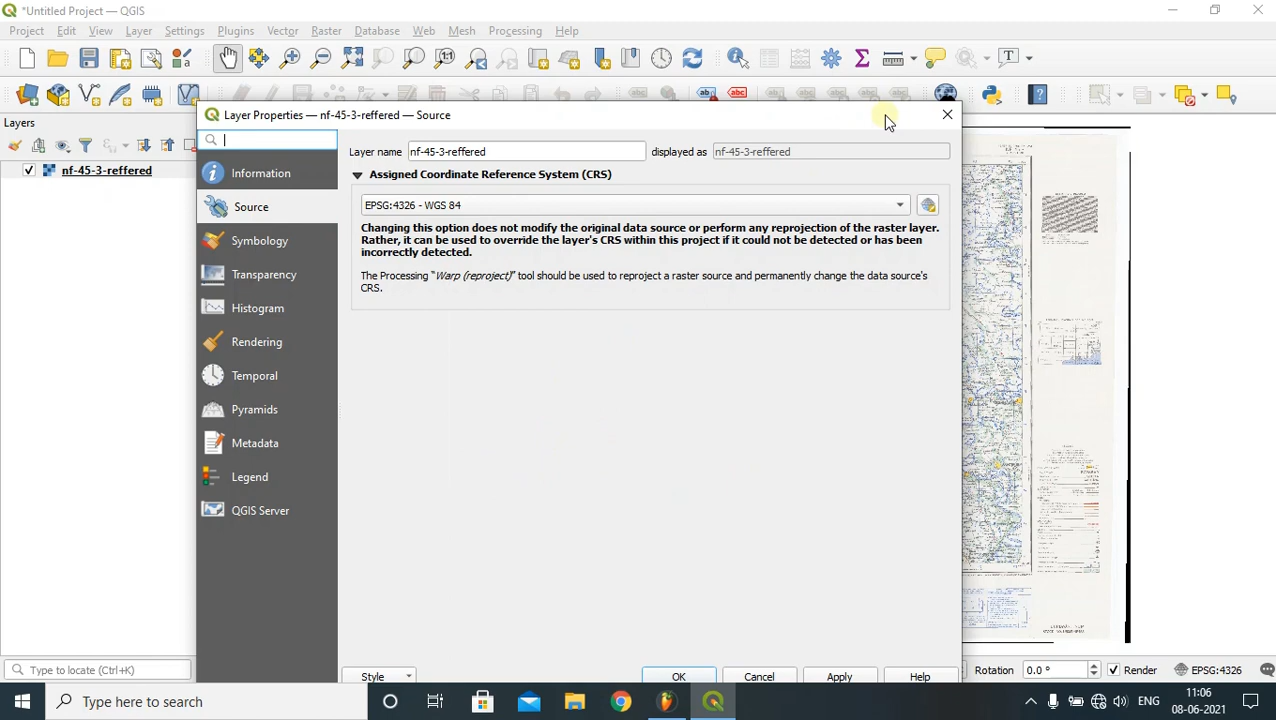 *Untitled Project — QGIS
Project Edit View Layer Settings Plugins Vector Raster Database Web Mesh Processing Help
Layers
nf-45-3-reffered
Layer Properties — nf-45-3-reffered — Source
Layer name nf-45-3-reffered displayed as nf-45-3-reffered
Assigned Coordinate Reference System (CRS)
EPSG:4326 - WGS 84
Changing this option does not modify the original data source or perform any reprojection of the raster layer.
Rather, it can be used to override the layer's CRS within this project if it could not be detected or has been
incorrectly detected.
The Processing "Warp (reproject)" tool should be used to reproject a raster source and permanently change the data source's
CRS.
Information
Source
Symbology
Transparency
Histogram
Rendering
Temporal
Pyramids
Metadata
Legend
QGIS Server
Style OK Cancel Apply Help
Type to locate (Ctrl+K) Rotation 0.0 ° Render EPSG:4326
Type here to search ENG 11:06
08-06-2021